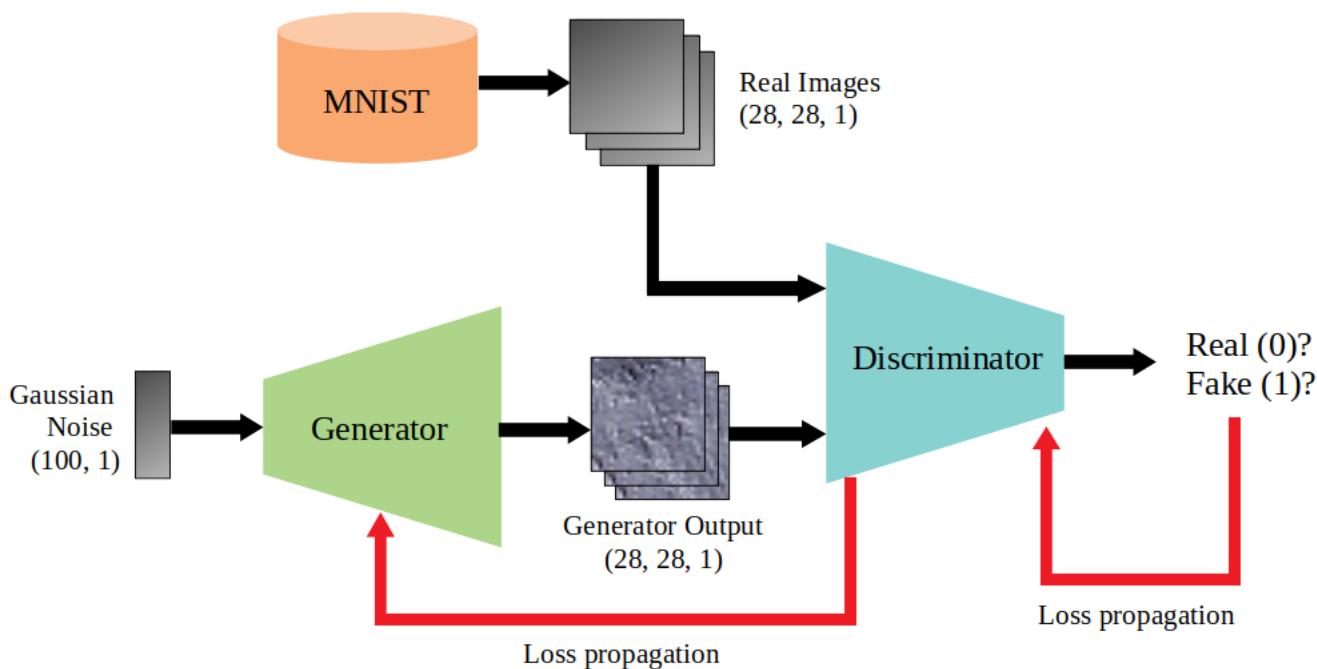 MNIST
Real Images
(28, 28, 1)
Gaussian
Noise
(100, 1)
Generator
Generator Output
(28, 28, 1)
Discriminator
Real (0)?
Fake (1)?
Loss propagation
Loss propagation